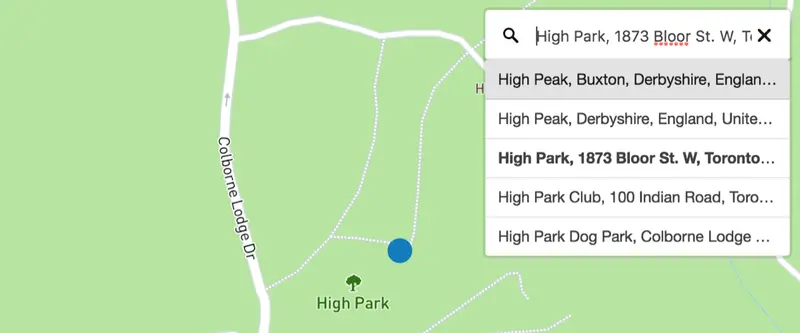 High Park, 1873 Bloor St. W, To
High Peak, Buxton, Derbyshire, Englan...
High Peak, Derbyshire, England, Unite...
High Park, 1873 Bloor St. W, Toronto...
High Park Club, 100 Indian Road, Toro...
High Park Dog Park, Colborne Lodge ...
H
Colborne Lodge Dr
High Park